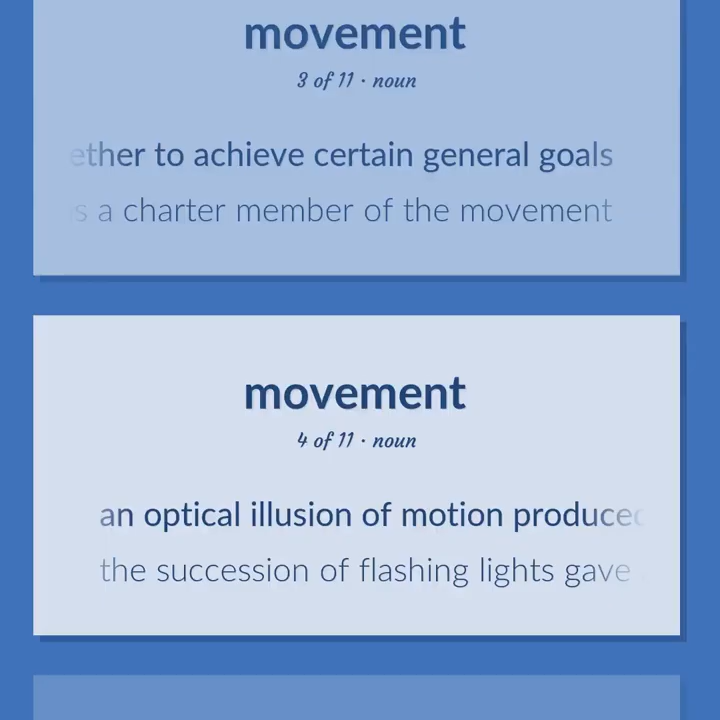 movement
3 of 11 · noun
ether to achieve certain general goals
s a charter member of the movement
movement
4 of 11 · noun
an optical illusion of motion produced
the succession of flashing lights gave